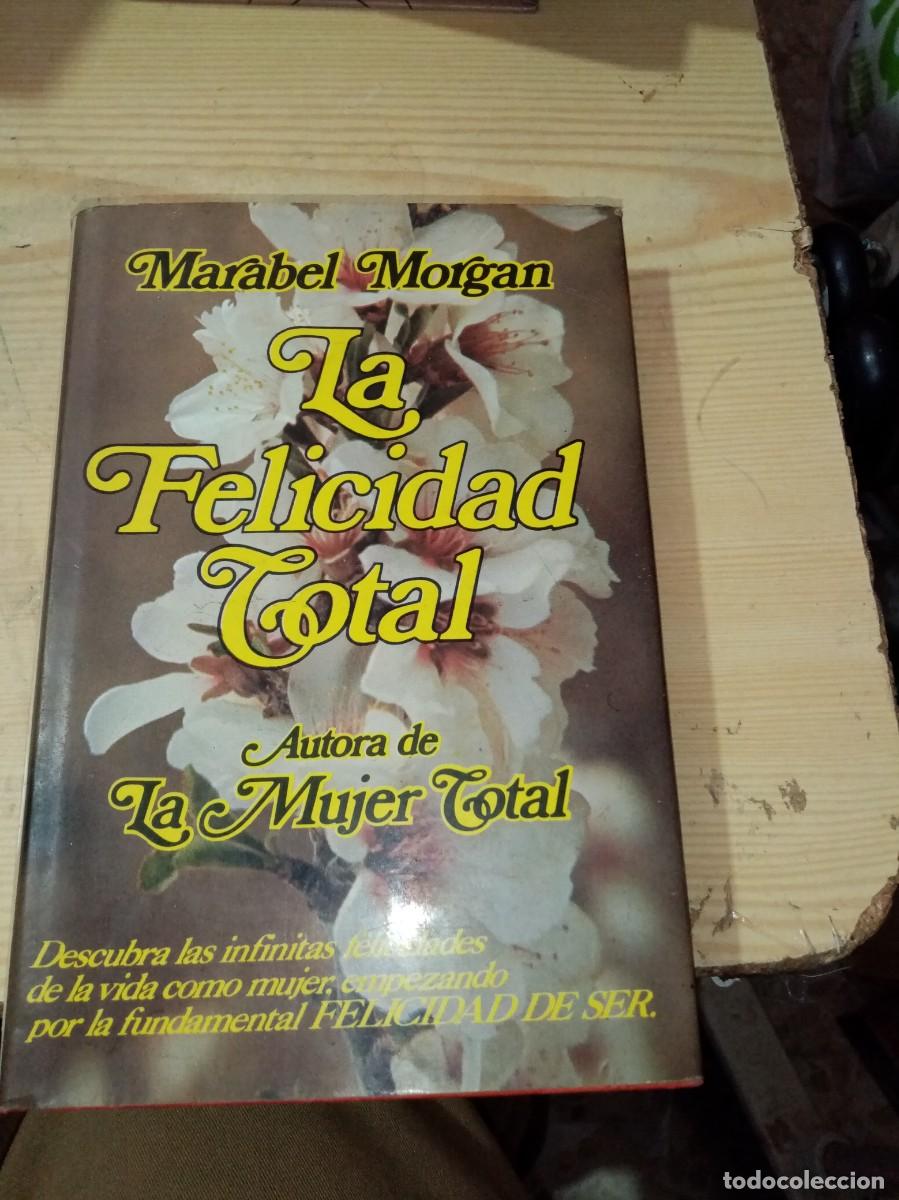 Marabel Morgan
La
Felicidad
Total
Autora de
La Mujer Total
Descubra las infinitas felicidades
de la vida como mujer, empezando
por la fundamental FELICIDAD DE SER.
todocoleccion